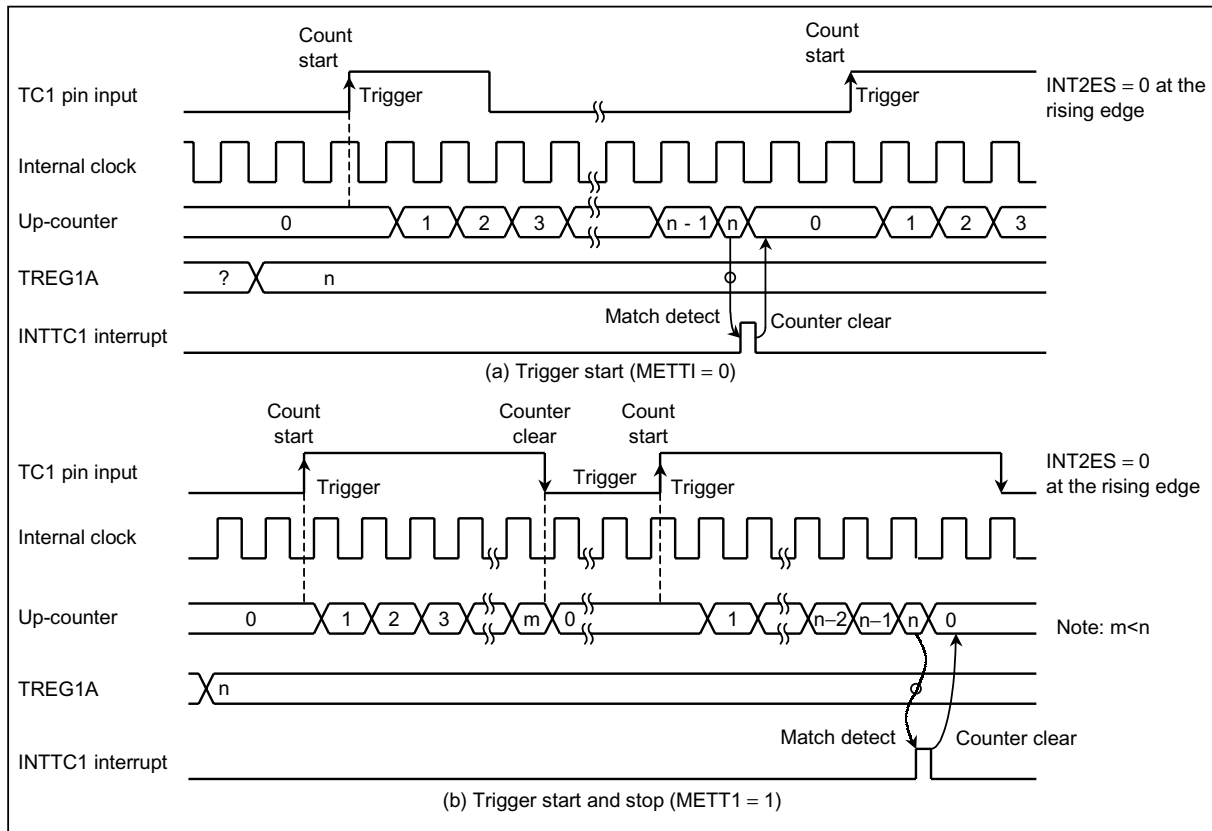 Count start
Count start
TC1 pin input
Trigger
Trigger
INT2ES = 0 at the rising edge
Internal clock
Up-counter
0 1 2 3 n - 1 n 0 1 2 3
TREG1A
? n
Match detect
Counter clear
INTTC1 interrupt
(a) Trigger start (METTI = 0)
Count start
Counter clear
Count start
TC1 pin input
Trigger
Trigger
Trigger
INT2ES = 0 at the rising edge
Internal clock
Up-counter
0 1 2 3 m 0 1 n–2 n–1 n 0
Note: m<n
TREG1A
n
Match detect
Counter clear
INTTC1 interrupt
(b) Trigger start and stop (METT1 = 1)